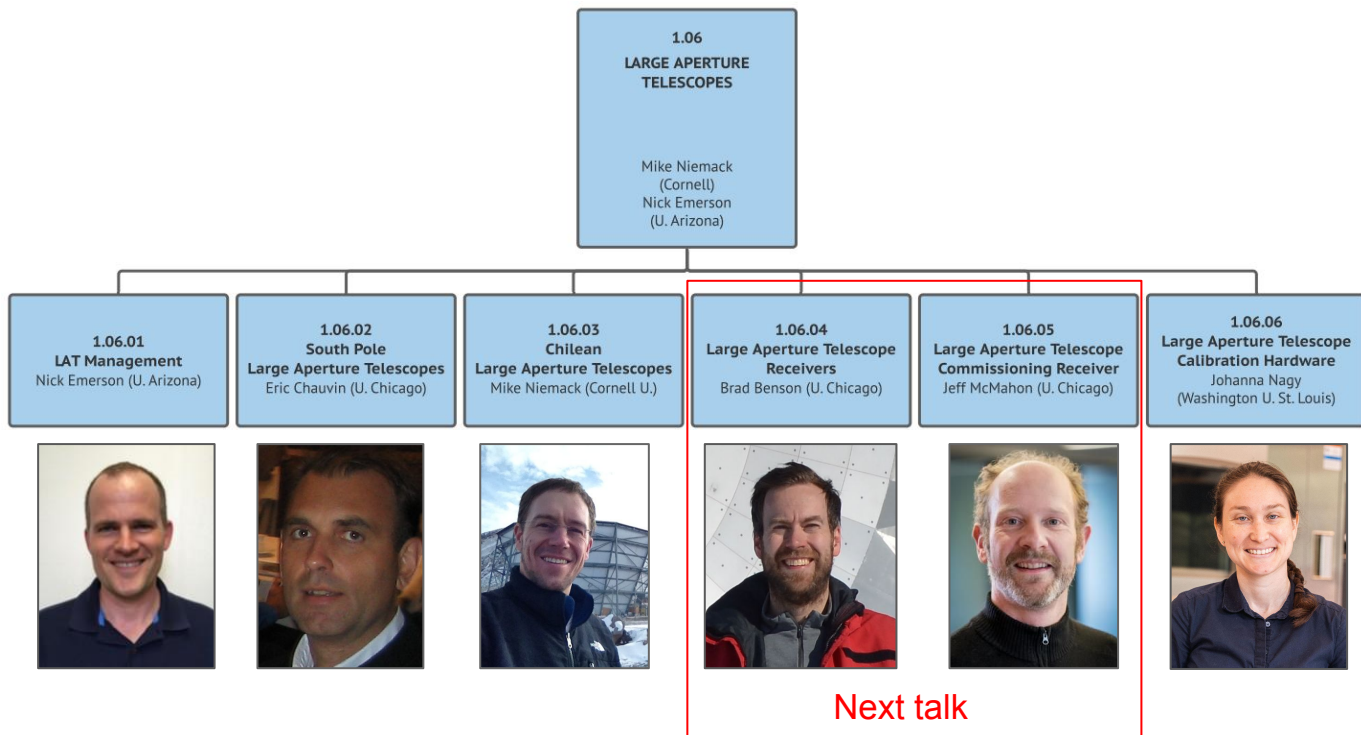 1.06
LARGE APERTURE
TELESCOPES
Mike Niemack
(Cornell)
Nick Emerson
(U. Arizona)
1.06.01
LAT Management
Nick Emerson (U. Arizona)
1.06.02
South Pole
Large Aperture Telescopes
Eric Chauvin (U. Chicago)
1.06.03
Chilean
Large Aperture Telescopes
Mike Niemack (Cornell U.)
1.06.04
Large Aperture Telescope
Receivers
Brad Benson (U. Chicago)
1.06.05
Large Aperture Telescope
Commissioning Receiver
Jeff McMahon (U. Chicago)
1.06.06
Large Aperture Telescope
Calibration Hardware
Johanna Nagy
(Washington U. St. Louis)
Next talk